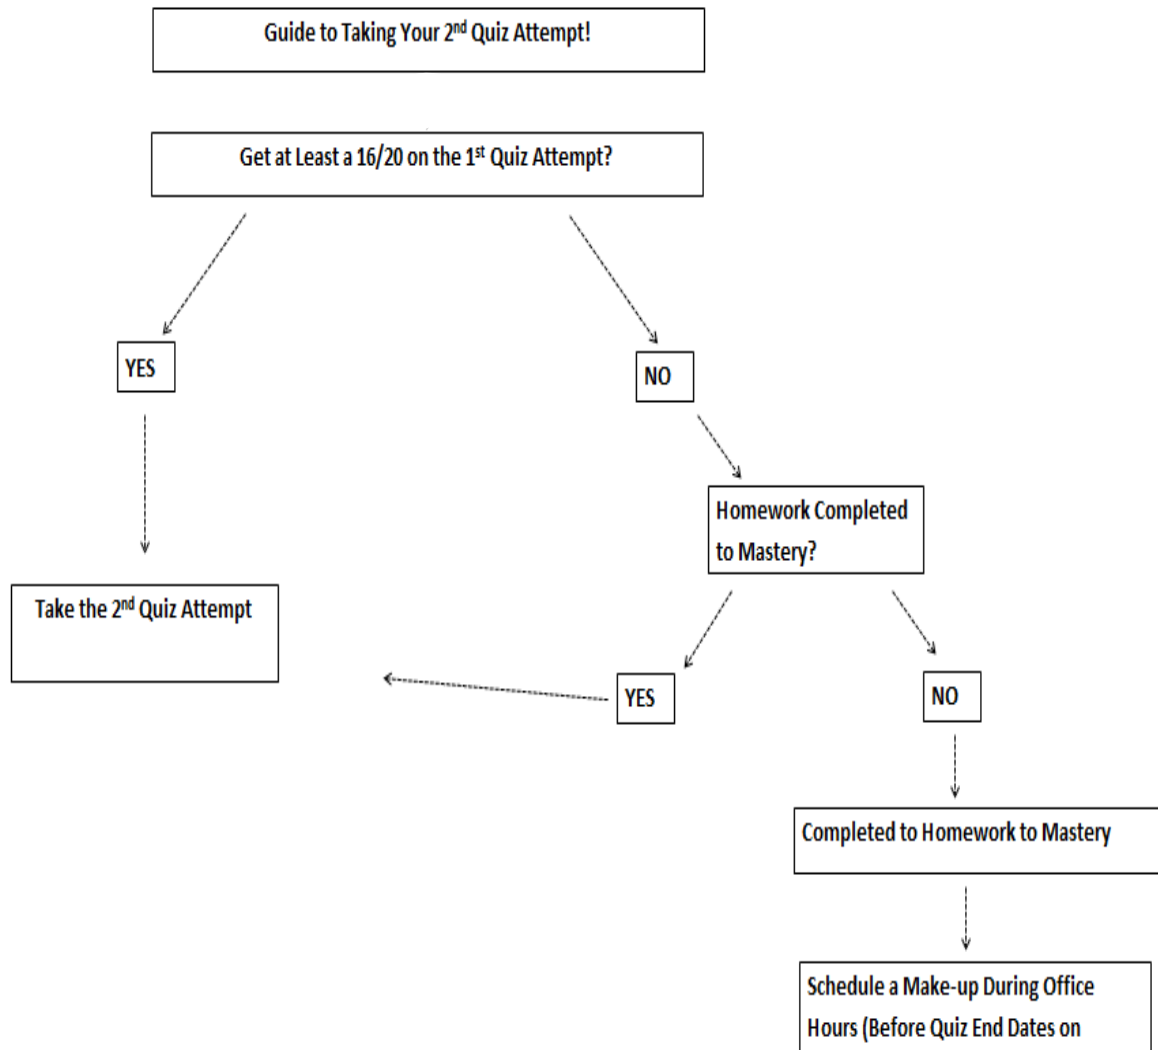 Guide to Taking Your 2nd Quiz Attempt!
Get at Least a 16/20 on the 1st Quiz Attempt?
YES
NO
Homework Completed
to Mastery?
Take the 2nd Quiz Attempt
YES
NO
Completed to Homework to Mastery
Schedule a Make-up During Office
Hours (Before Quiz End Dates on